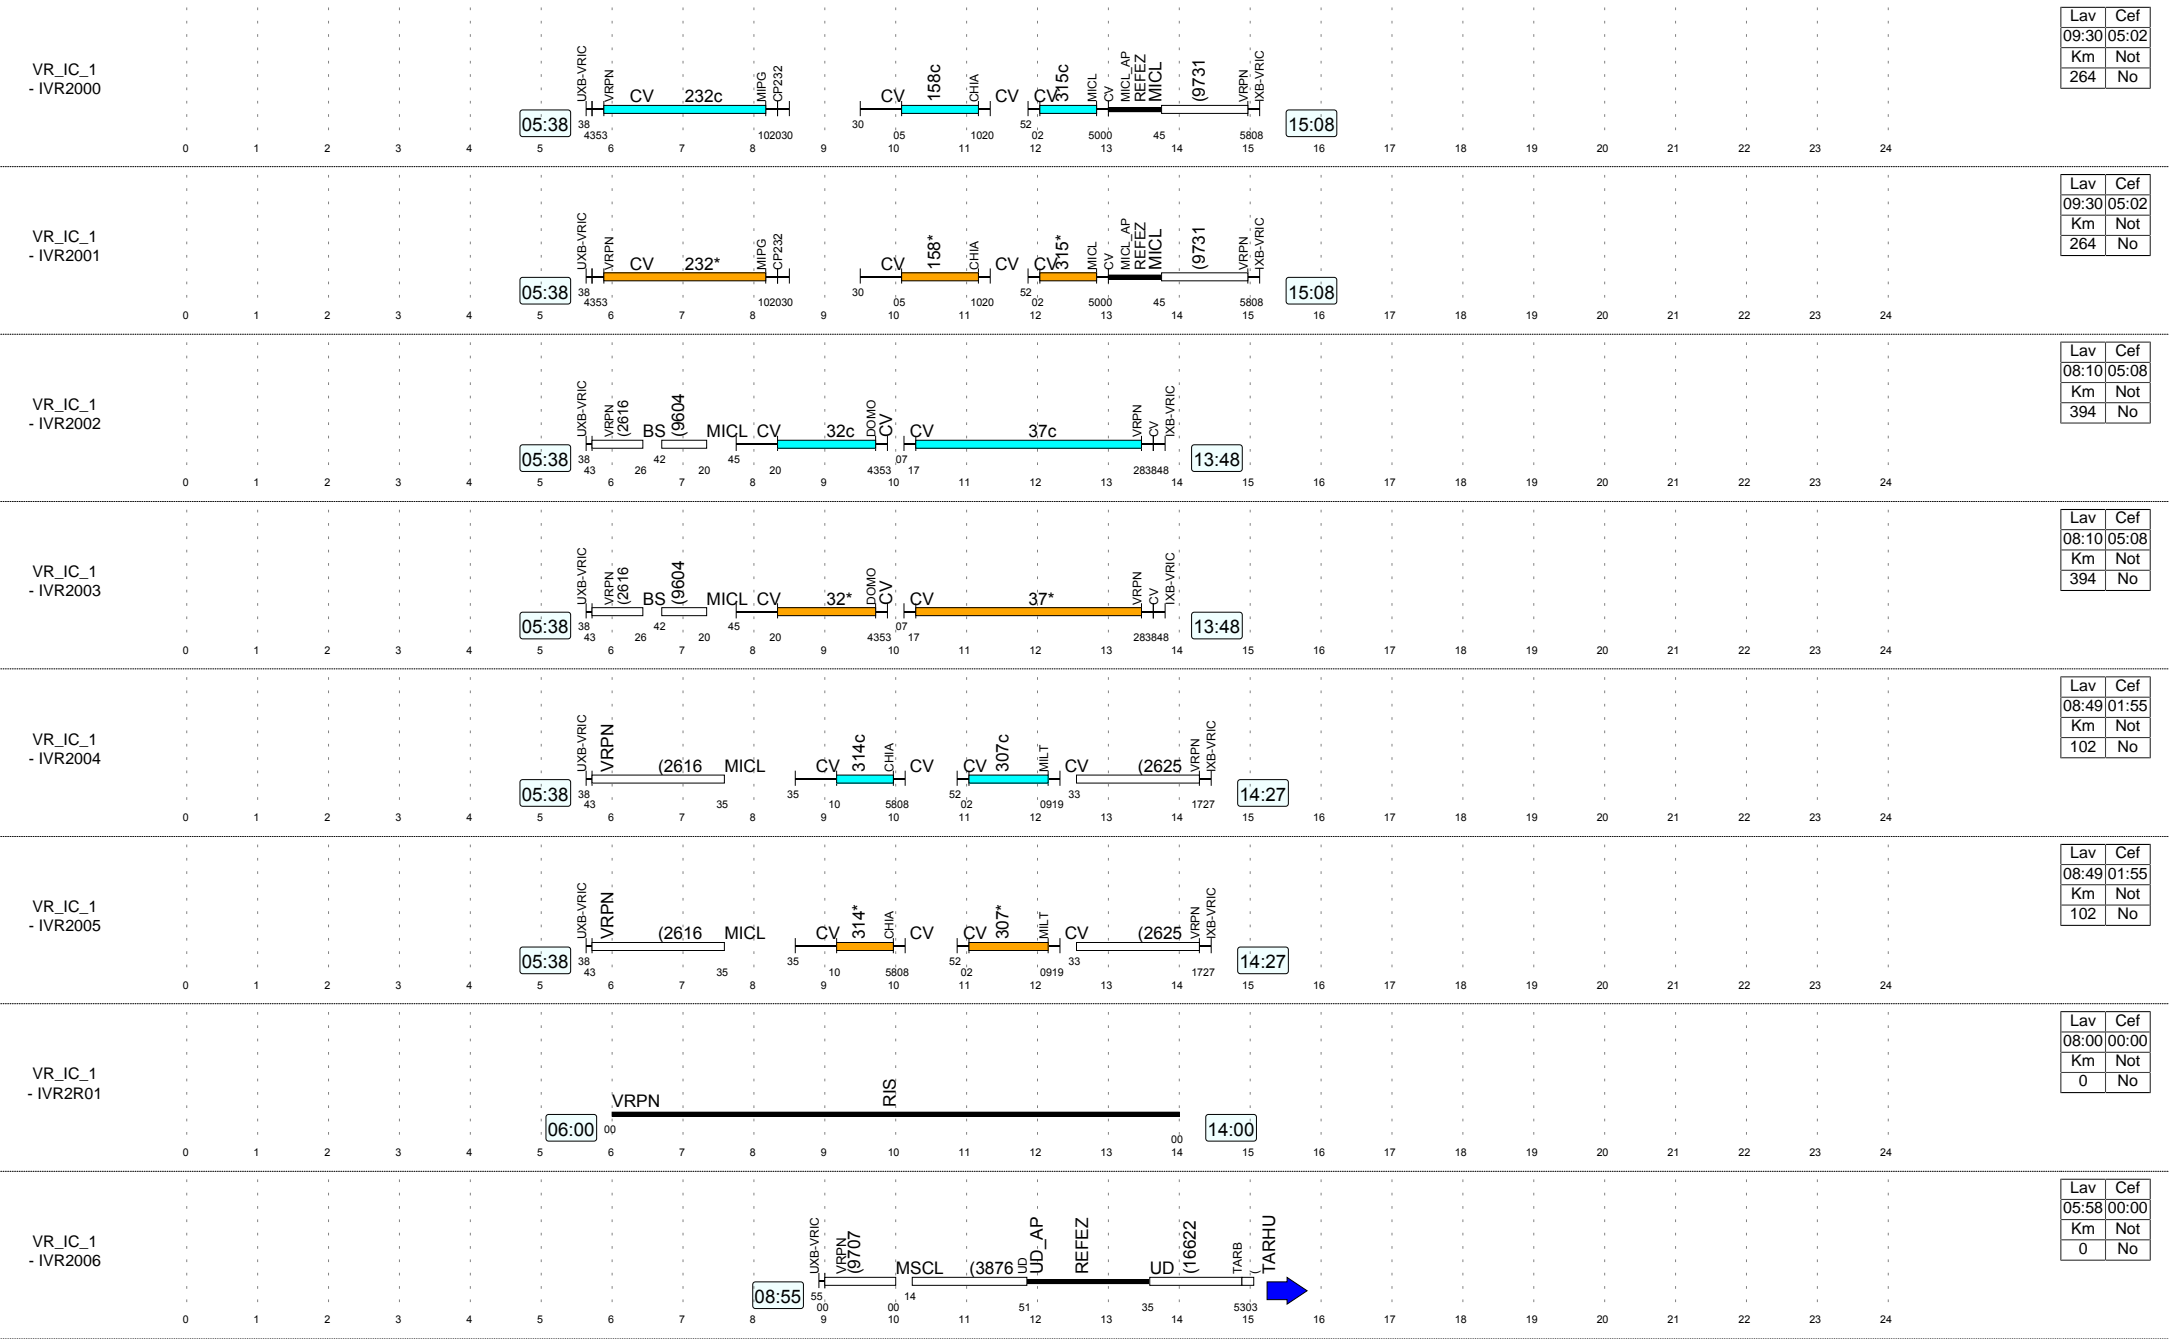 VR_IC_1
- IVR2000
UXB-VRIC VRPN CV 232c MIPG CP232 CV 158c CHIA CV CV 315c MICL CV MICL_AP REFEZ MICL (9731 VRPN IXB-VRIC
05:38 38 4353 102030 30 05 1020 52 02 5000 45 5808 15:08
0 1 2 3 4 5 6 7 8 9 10 11 12 13 14 15 16 17 18 19 20 21 22 23 24
Lav Cef
09:30 05:02
Km Not
264 No
VR_IC_1
- IVR2001
UXB-VRIC VRPN CV 232* MIPG CP232 CV 158* CHIA CV CV 315* MICL CV MICL_AP REFEZ MICL (9731 VRPN IXB-VRIC
05:38 38 4353 102030 30 05 1020 52 02 5000 45 5808 15:08
0 1 2 3 4 5 6 7 8 9 10 11 12 13 14 15 16 17 18 19 20 21 22 23 24
Lav Cef
09:30 05:02
Km Not
264 No
VR_IC_1
- IVR2002
UXB-VRIC VRPN (2616 BS (9604 MICL CV 32c DOMO CV CV 37c VRPN CV IXB-VRIC
05:38 38 43 26 42 20 45 20 4353 07 17 283848 13:48
0 1 2 3 4 5 6 7 8 9 10 11 12 13 14 15 16 17 18 19 20 21 22 23 24
Lav Cef
08:10 05:08
Km Not
394 No
VR_IC_1
- IVR2003
UXB-VRIC VRPN (2616 BS (9604 MICL CV 32* DOMO CV CV 37* VRPN CV IXB-VRIC
05:38 38 43 26 42 20 45 20 4353 07 17 283848 13:48
0 1 2 3 4 5 6 7 8 9 10 11 12 13 14 15 16 17 18 19 20 21 22 23 24
Lav Cef
08:10 05:08
Km Not
394 No
VR_IC_1
- IVR2004
UXB-VRIC VRPN (2616 MICL CV 314c CHIA CV CV 307c MILT CV (2625 VRPN IXB-VRIC
05:38 38 43 35 35 10 5808 52 02 0919 33 1727 14:27
0 1 2 3 4 5 6 7 8 9 10 11 12 13 14 15 16 17 18 19 20 21 22 23 24
Lav Cef
08:49 01:55
Km Not
102 No
VR_IC_1
- IVR2005
UXB-VRIC VRPN (2616 MICL CV 314* CHIA CV CV 307* MILT CV (2625 VRPN IXB-VRIC
05:38 38 43 35 35 10 5808 52 02 0919 33 1727 14:27
0 1 2 3 4 5 6 7 8 9 10 11 12 13 14 15 16 17 18 19 20 21 22 23 24
Lav Cef
08:49 01:55
Km Not
102 No
VR_IC_1
- IVR2R01
VRPN RIS
06:00 00 00 14:00
0 1 2 3 4 5 6 7 8 9 10 11 12 13 14 15 16 17 18 19 20 21 22 23 24
Lav Cef
08:00 00:00
Km Not
0 No
VR_IC_1
- IVR2006
UXB-VRIC VRPN (9707 MSCL (3876 UD UD_AP REFEZ UD (16622 TARB ( TARHU
08:55 55 00 00 14 51 35 5303
0 1 2 3 4 5 6 7 8 9 10 11 12 13 14 15 16 17 18 19 20 21 22 23 24
Lav Cef
05:58 00:00
Km Not
0 No